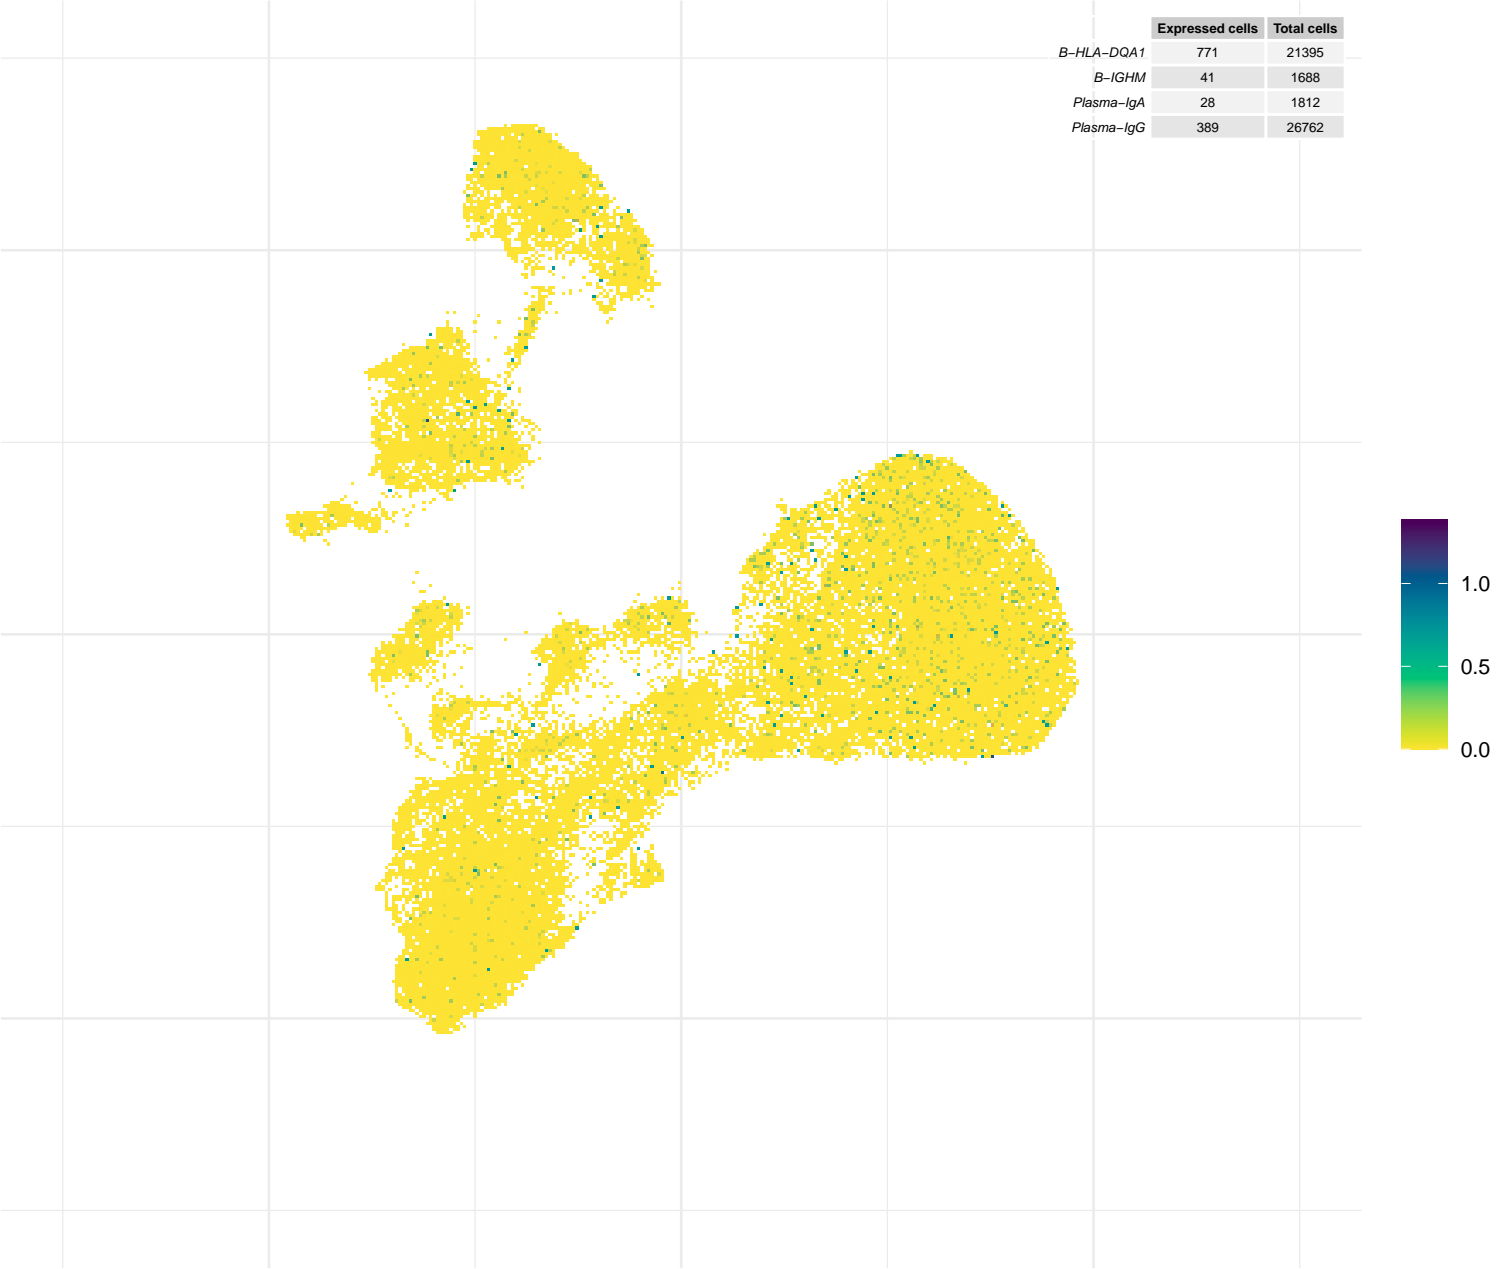 Expressed cells Total cells
B−HLA−DQA1 771 21395
B−IGHM 41 1688
Plasma−IgA 28 1812
Plasma−IgG 389 26762
1.0
0.5
0.0